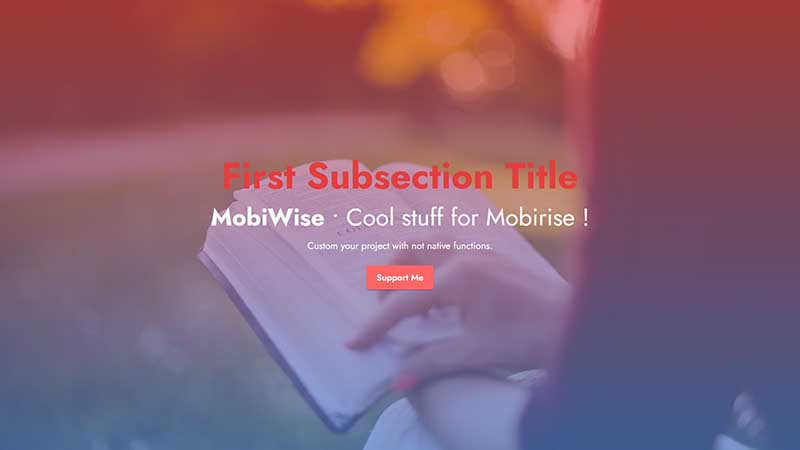 First Subsection Title
MobiWise · Cool stuff for Mobirise !
Custom your project with not native functions.
Support Me